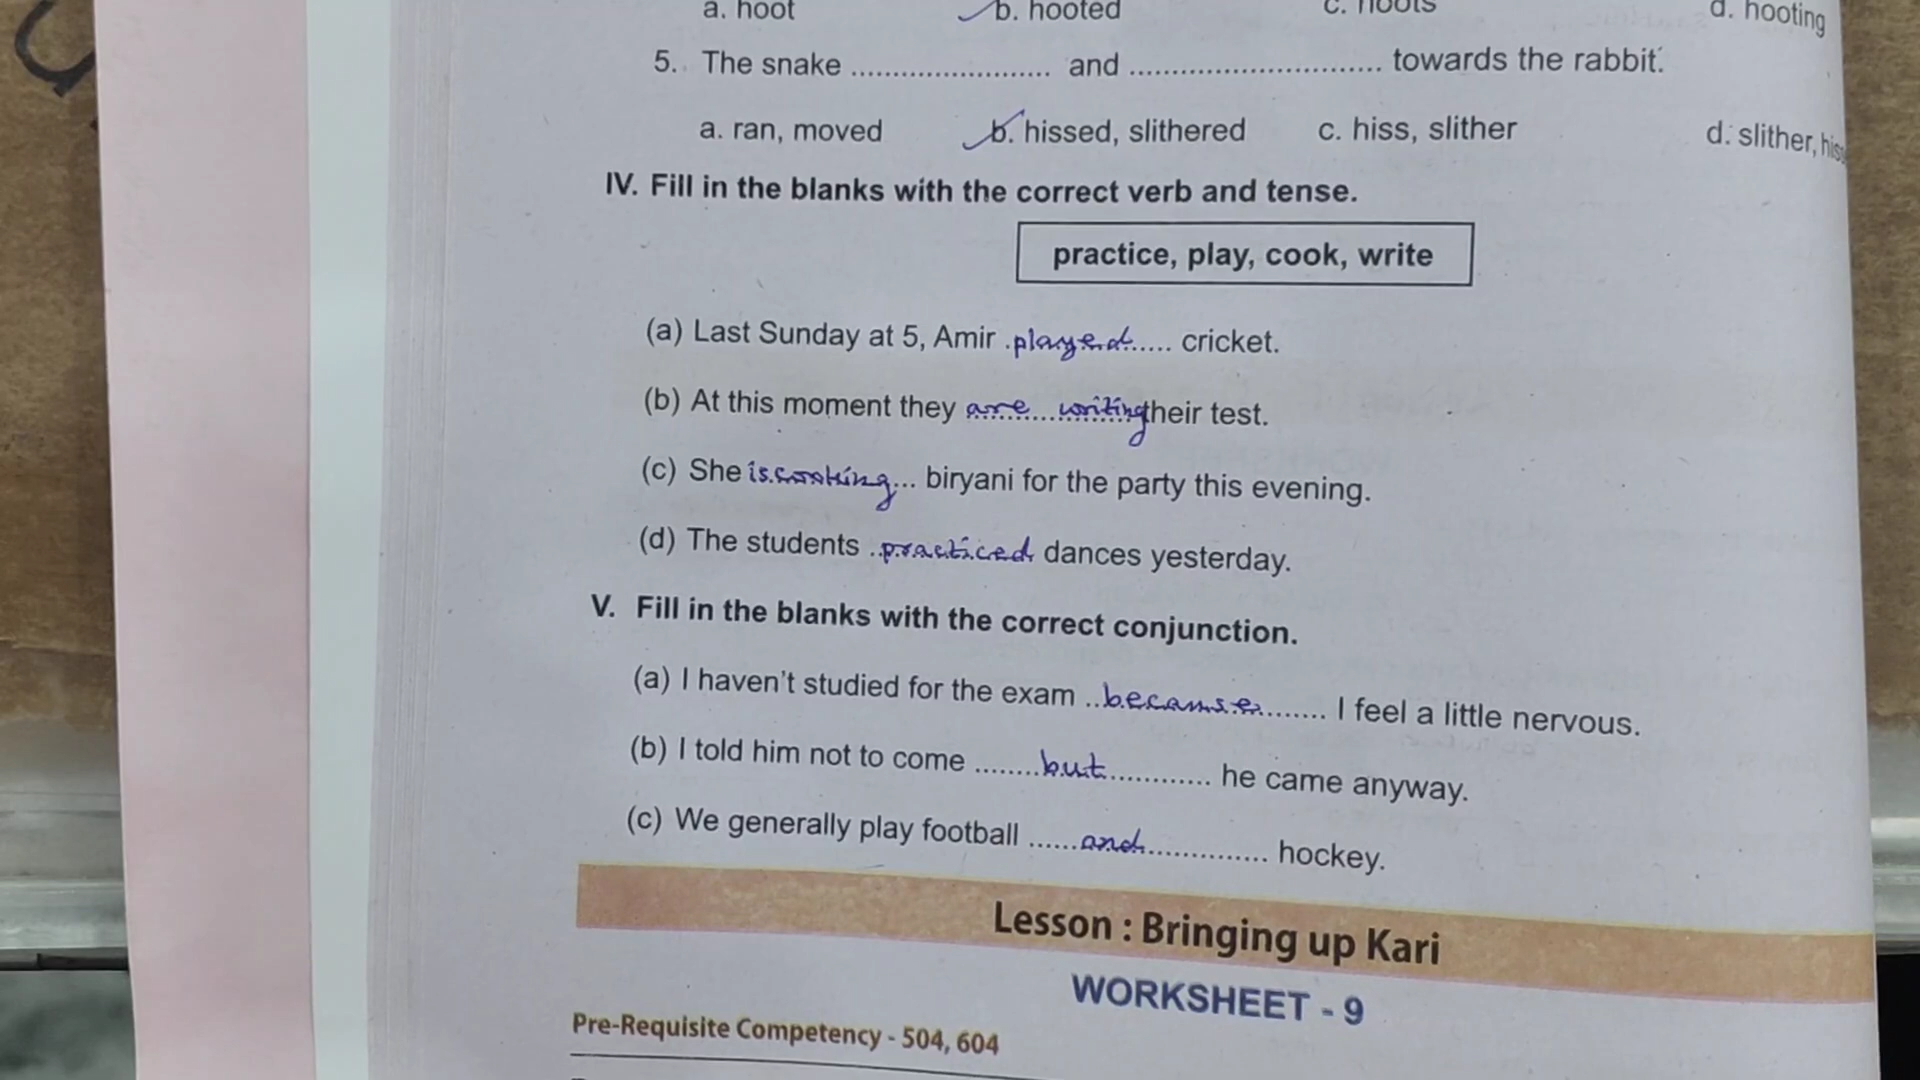 a. hoot b. hooted c. hoots d. hooting
5. The snake ........................ and .............................. towards the rabbit.
a. ran, moved b. hissed, slithered c. hiss, slither d. slither,
IV. Fill in the blanks with the correct verb and tense.
practice, play, cook, write
(a) Last Sunday at 5, Amir .played..... cricket.
(b) At this moment they are...writing their test.
(c) She is cooking... biryani for the party this evening.
(d) The students ..practiced dances yesterday.
V. Fill in the blanks with the correct conjunction.
(a) I haven't studied for the exam ..because........ I feel a little nervous.
(b) I told him not to come ........but............. he came anyway.
(c) We generally play football ......and............... hockey.
Lesson : Bringing up Kari
WORKSHEET - 9
Pre-Requisite Competency - 504, 604